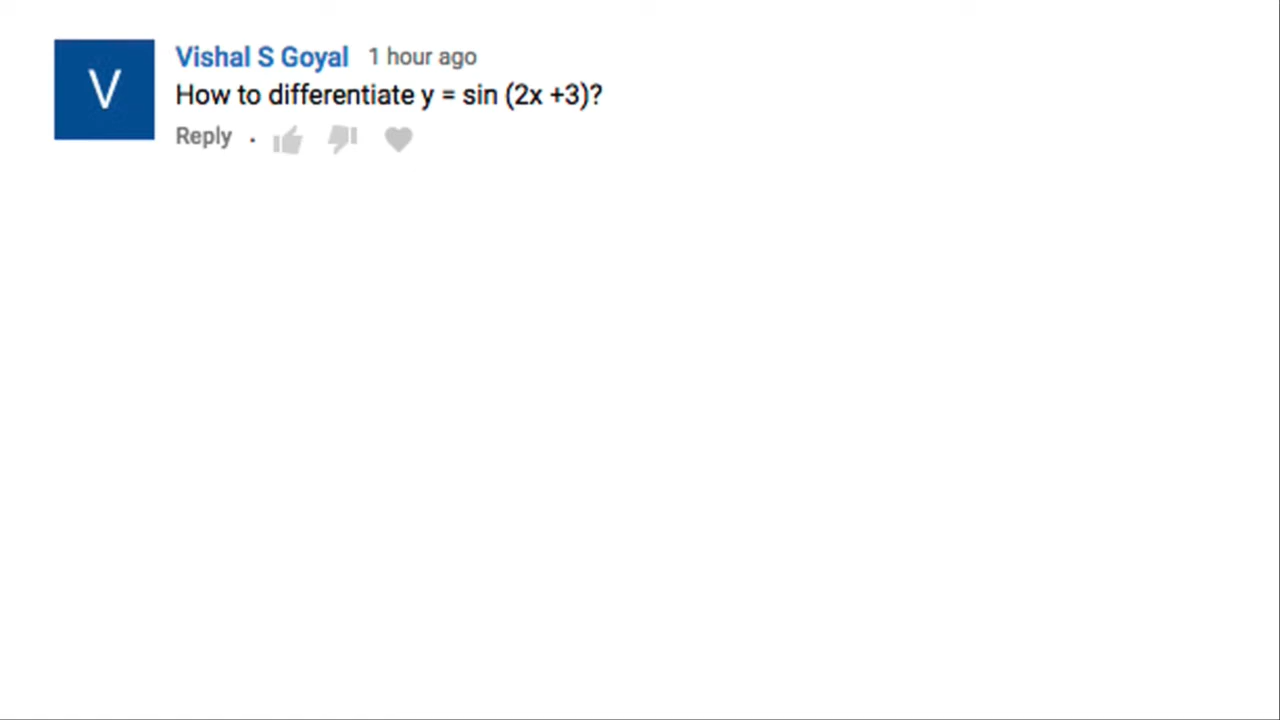 V
Vishal S Goyal 1 hour ago
How to differentiate y = sin (2x +3)?
Reply ·